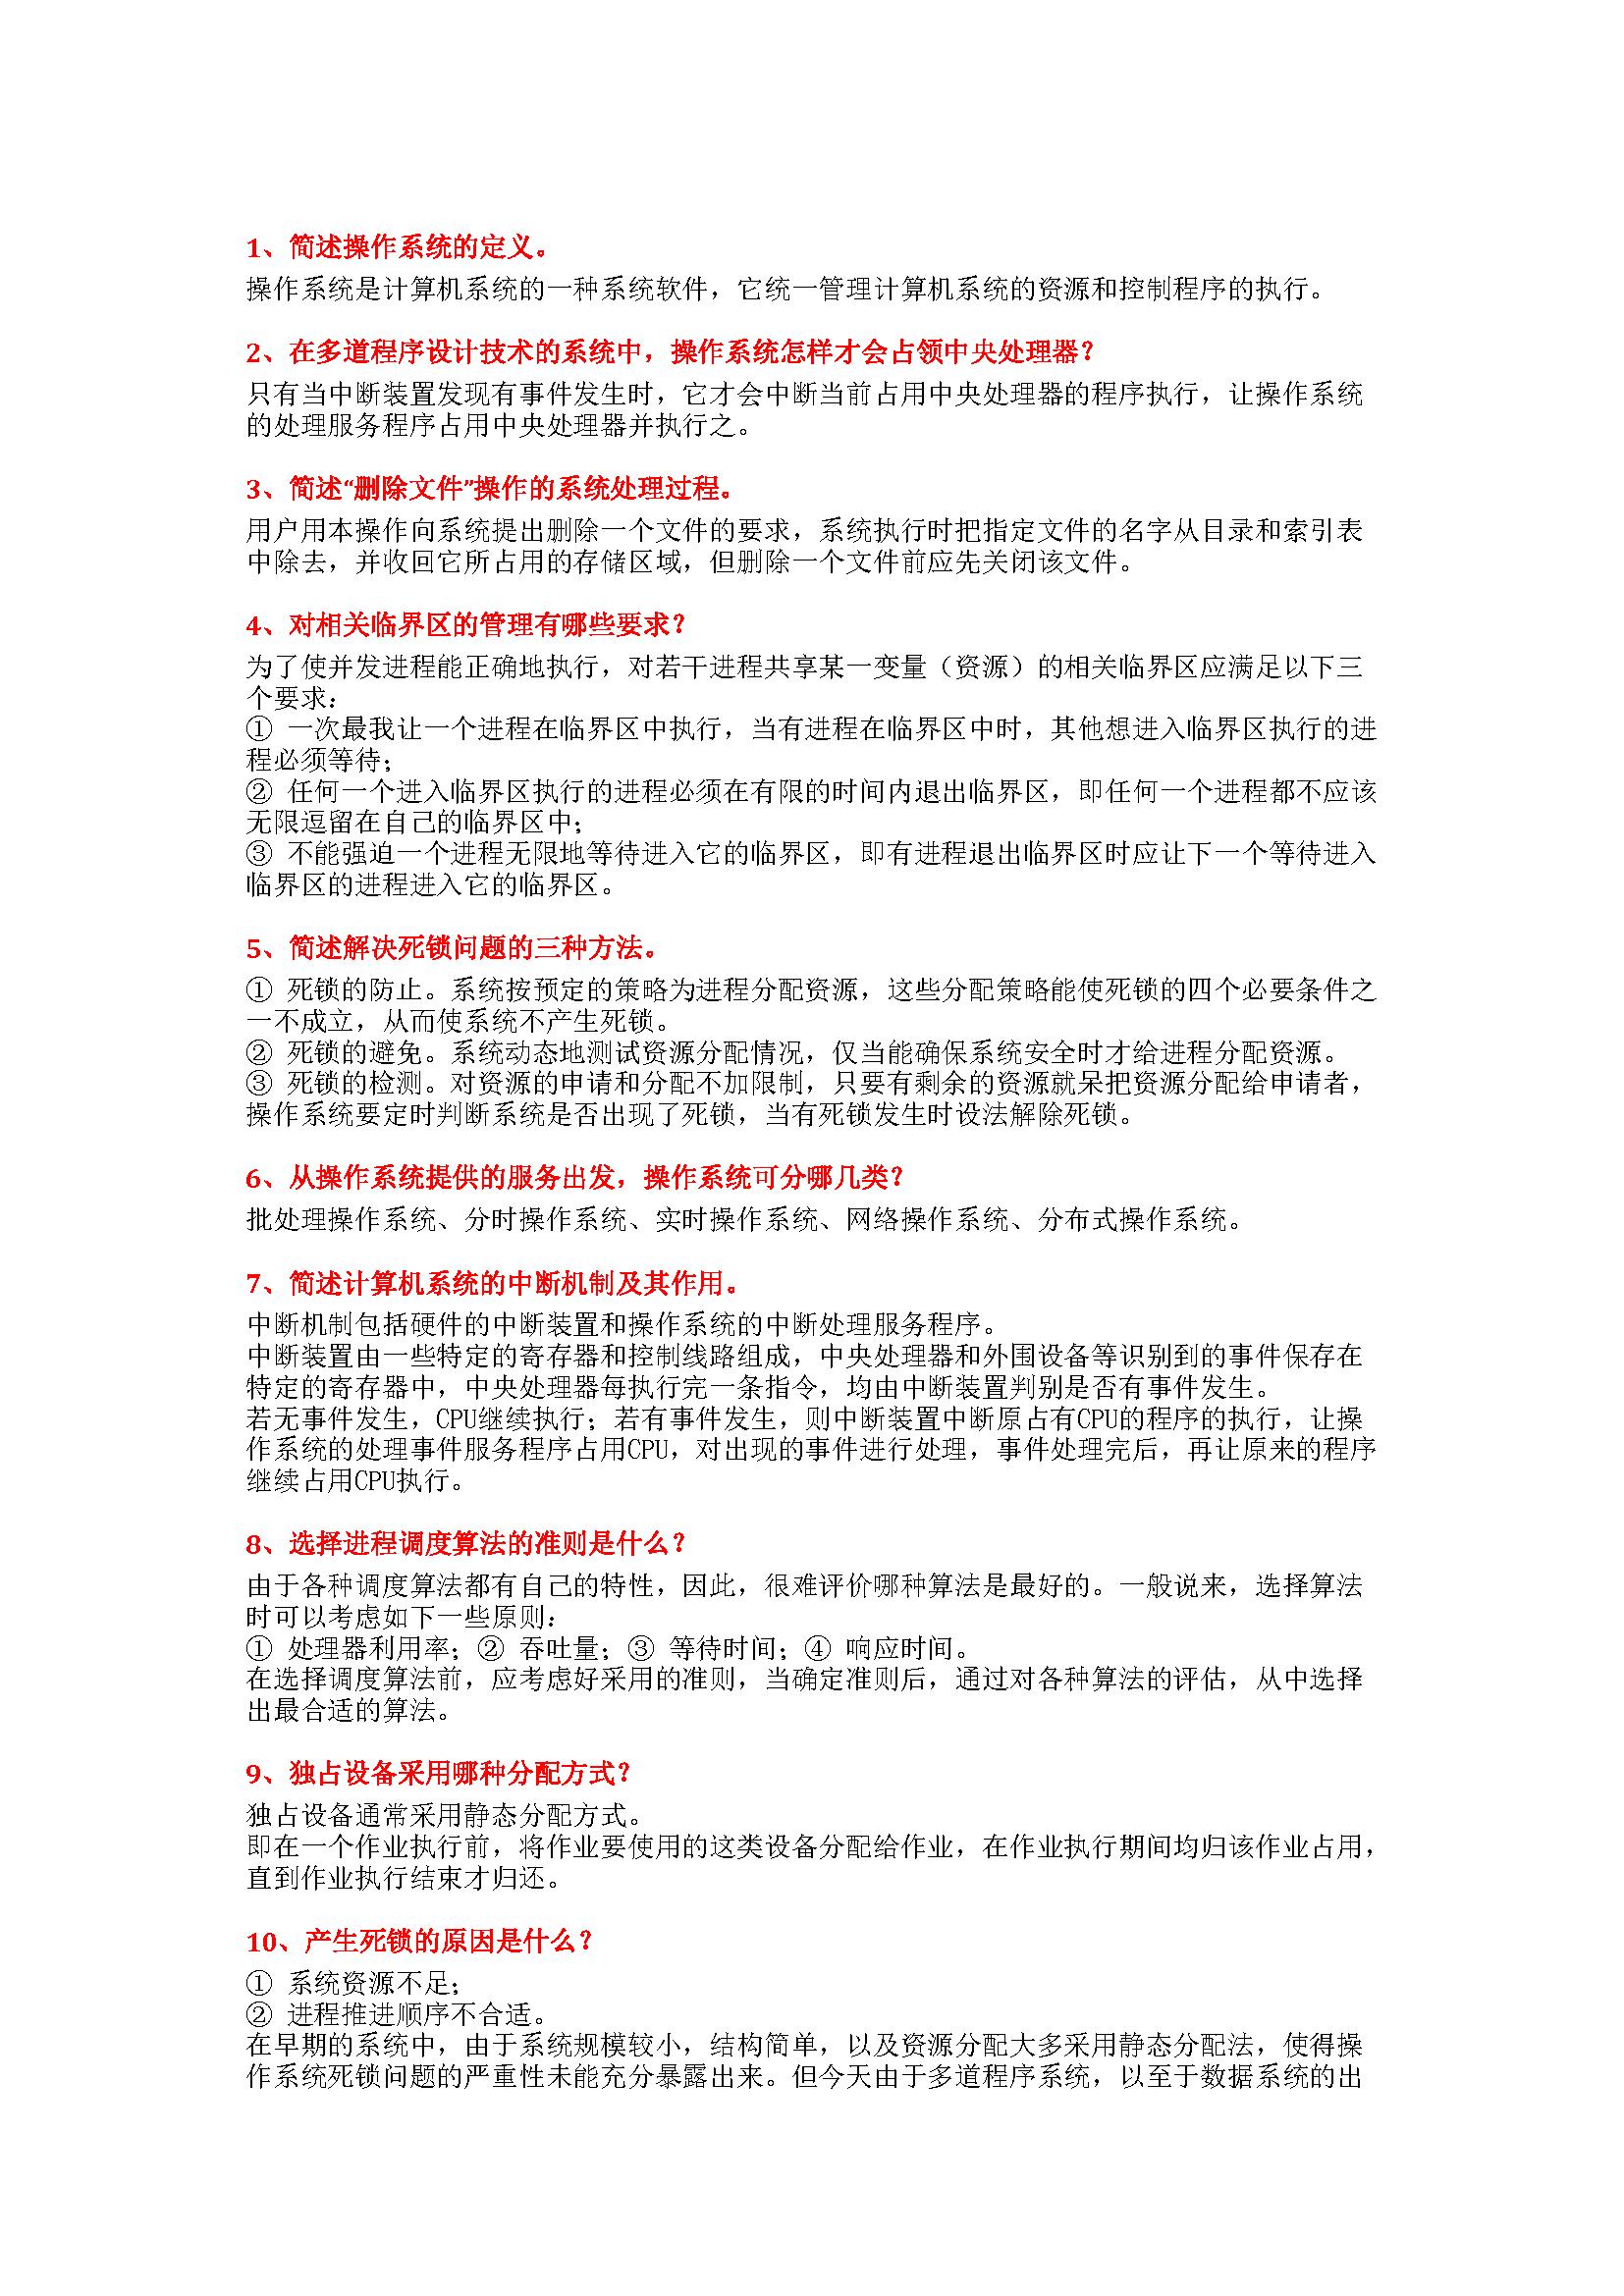 1、简述操作系统的定义。
操作系统是计算机系统的一种系统软件，它统一管理计算机系统的资源和控制程序的执行。
2、在多道程序设计技术的系统中，操作系统怎样才会占领中央处理器？
只有当中断装置发现有事件发生时，它才会中断当前占用中央处理器的程序执行，让操作系统
的处理服务程序占用中央处理器并执行之。
3、简述“删除文件”操作的系统处理过程。
用户用本操作向系统提出删除一个文件的要求，系统执行时把指定文件的名字从目录和索引表
中除去，并收回它所占用的存储区域，但删除一个文件前应先关闭该文件。
4、对相关临界区的管理有哪些要求？
为了使并发进程能正确地执行，对若干进程共享某一变量（资源）的相关临界区应满足以下三
个要求：
① 一次最我让一个进程在临界区中执行，当有进程在临界区中时，其他想进入临界区执行的进
程必须等待；
② 任何一个进入临界区执行的进程必须在有限的时间内退出临界区，即任何一个进程都不应该
无限逗留在自己的临界区中；
③ 不能强迫一个进程无限地等待进入它的临界区，即有进程退出临界区时应让下一个等待进入
临界区的进程进入它的临界区。
5、简述解决死锁问题的三种方法。
① 死锁的防止。系统按预定的策略为进程分配资源，这些分配策略能使死锁的四个必要条件之
一不成立，从而使系统不产生死锁。
② 死锁的避免。系统动态地测试资源分配情况，仅当能确保系统安全时才给进程分配资源。
③ 死锁的检测。对资源的申请和分配不加限制，只要有剩余的资源就呆把资源分配给申请者，
操作系统要定时判断系统是否出现了死锁，当有死锁发生时设法解除死锁。
6、从操作系统提供的服务出发，操作系统可分哪几类？
批处理操作系统、分时操作系统、实时操作系统、网络操作系统、分布式操作系统。
7、简述计算机系统的中断机制及其作用。
中断机制包括硬件的中断装置和操作系统的中断处理服务程序。
中断装置由一些特定的寄存器和控制线路组成，中央处理器和外围设备等识别到的事件保存在
特定的寄存器中，中央处理器每执行完一条指令，均由中断装置判别是否有事件发生。
若无事件发生，CPU继续执行；若有事件发生，则中断装置中断原占有CPU的程序的执行，让操
作系统的处理事件服务程序占用CPU，对出现的事件进行处理，事件处理完后，再让原来的程序
继续占用CPU执行。
8、选择进程调度算法的准则是什么？
由于各种调度算法都有自己的特性，因此，很难评价哪种算法是最好的。一般说来，选择算法
时可以考虑如下一些原则：
① 处理器利用率；② 吞吐量；③ 等待时间；④ 响应时间。
在选择调度算法前，应考虑好采用的准则，当确定准则后，通过对各种算法的评估，从中选择
出最合适的算法。
9、独占设备采用哪种分配方式？
独占设备通常采用静态分配方式。
即在一个作业执行前，将作业要使用的这类设备分配给作业，在作业执行期间均归该作业占用，
直到作业执行结束才归还。
10、产生死锁的原因是什么？
① 系统资源不足；
② 进程推进顺序不合适。
在早期的系统中，由于系统规模较小，结构简单，以及资源分配大多采用静态分配法，使得操
作系统死锁问题的严重性未能充分暴露出来。但今天由于多道程序系统，以至于数据系统的出